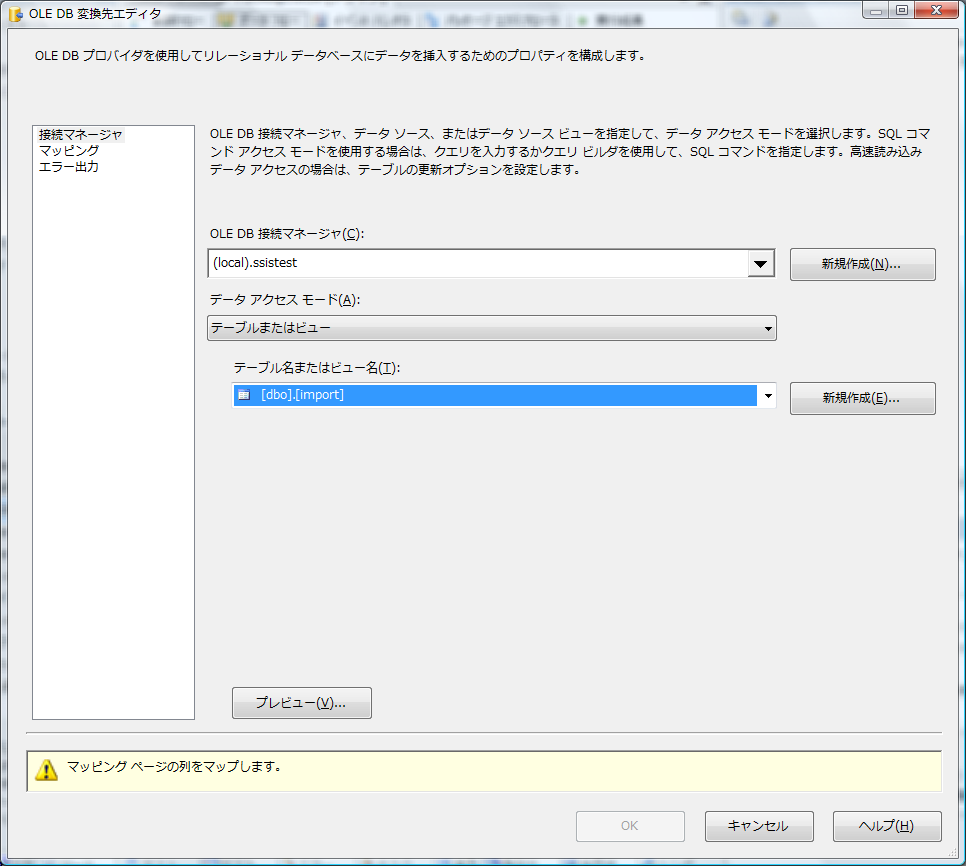 OLE DB 変換先エディタ
OLE DB プロバイダを使用してリレーショナル データベースにデータを挿入するためのプロパティを構成します。
接続マネージャ
マッピング
エラー出力
OLE DB 接続マネージャ、データ ソース、またはデータ ソース ビューを指定して、データ アクセス モードを選択します。SQL コマ
ンド アクセス モードを使用する場合は、クエリを入力するかクエリ ビルダを使用して、SQL コマンドを指定します。高速読み込み
データ アクセスの場合は、テーブルの更新オプションを設定します。
OLE DB 接続マネージャ(C):
(local).ssistest
新規作成(N)...
データ アクセス モード(A):
テーブルまたはビュー
テーブル名またはビュー名(T):
[dbo].[import]
新規作成(E)...
プレビュー(V)...
マッピング ページの列をマップします。
OK
キャンセル
ヘルプ(H)